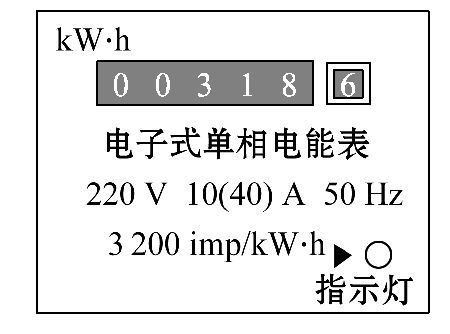 kW·h
0 0 3 1 8 6
电子式单相电能表
220 V 10(40) A 50 Hz
3 200 imp/kW·h
指示灯